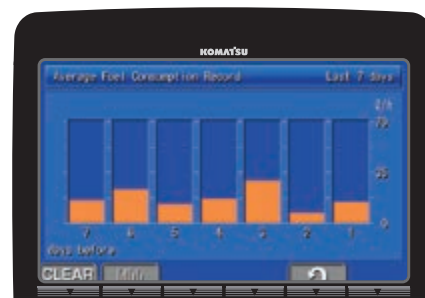 KOMATSU
Average Fuel Consumption Record Last 7 days
ℓ/h
35
0
7 6 5 4 3 2 1
days before
CLEAR